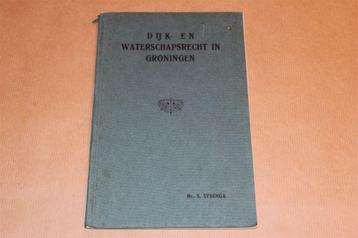 DIJK- EN
WATERSCHAPSRECHT IN
GRONINGEN
Mr. S. SYBENGA